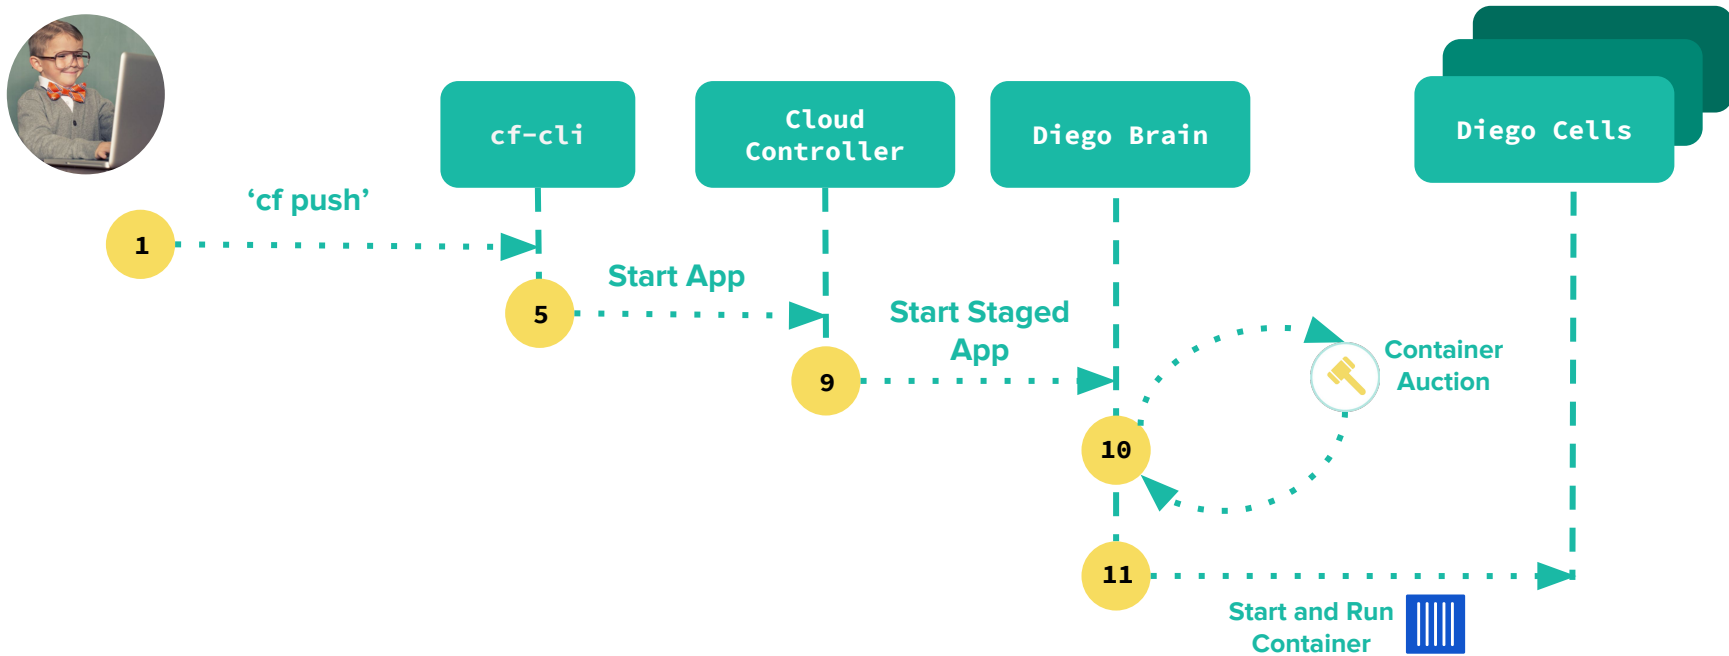 cf-cli
Cloud
Controller
Diego Brain
Diego Cells
‘cf push’
1
Start App
5
Start Staged
App
9
Container
Auction
10
11
Start and Run
Container